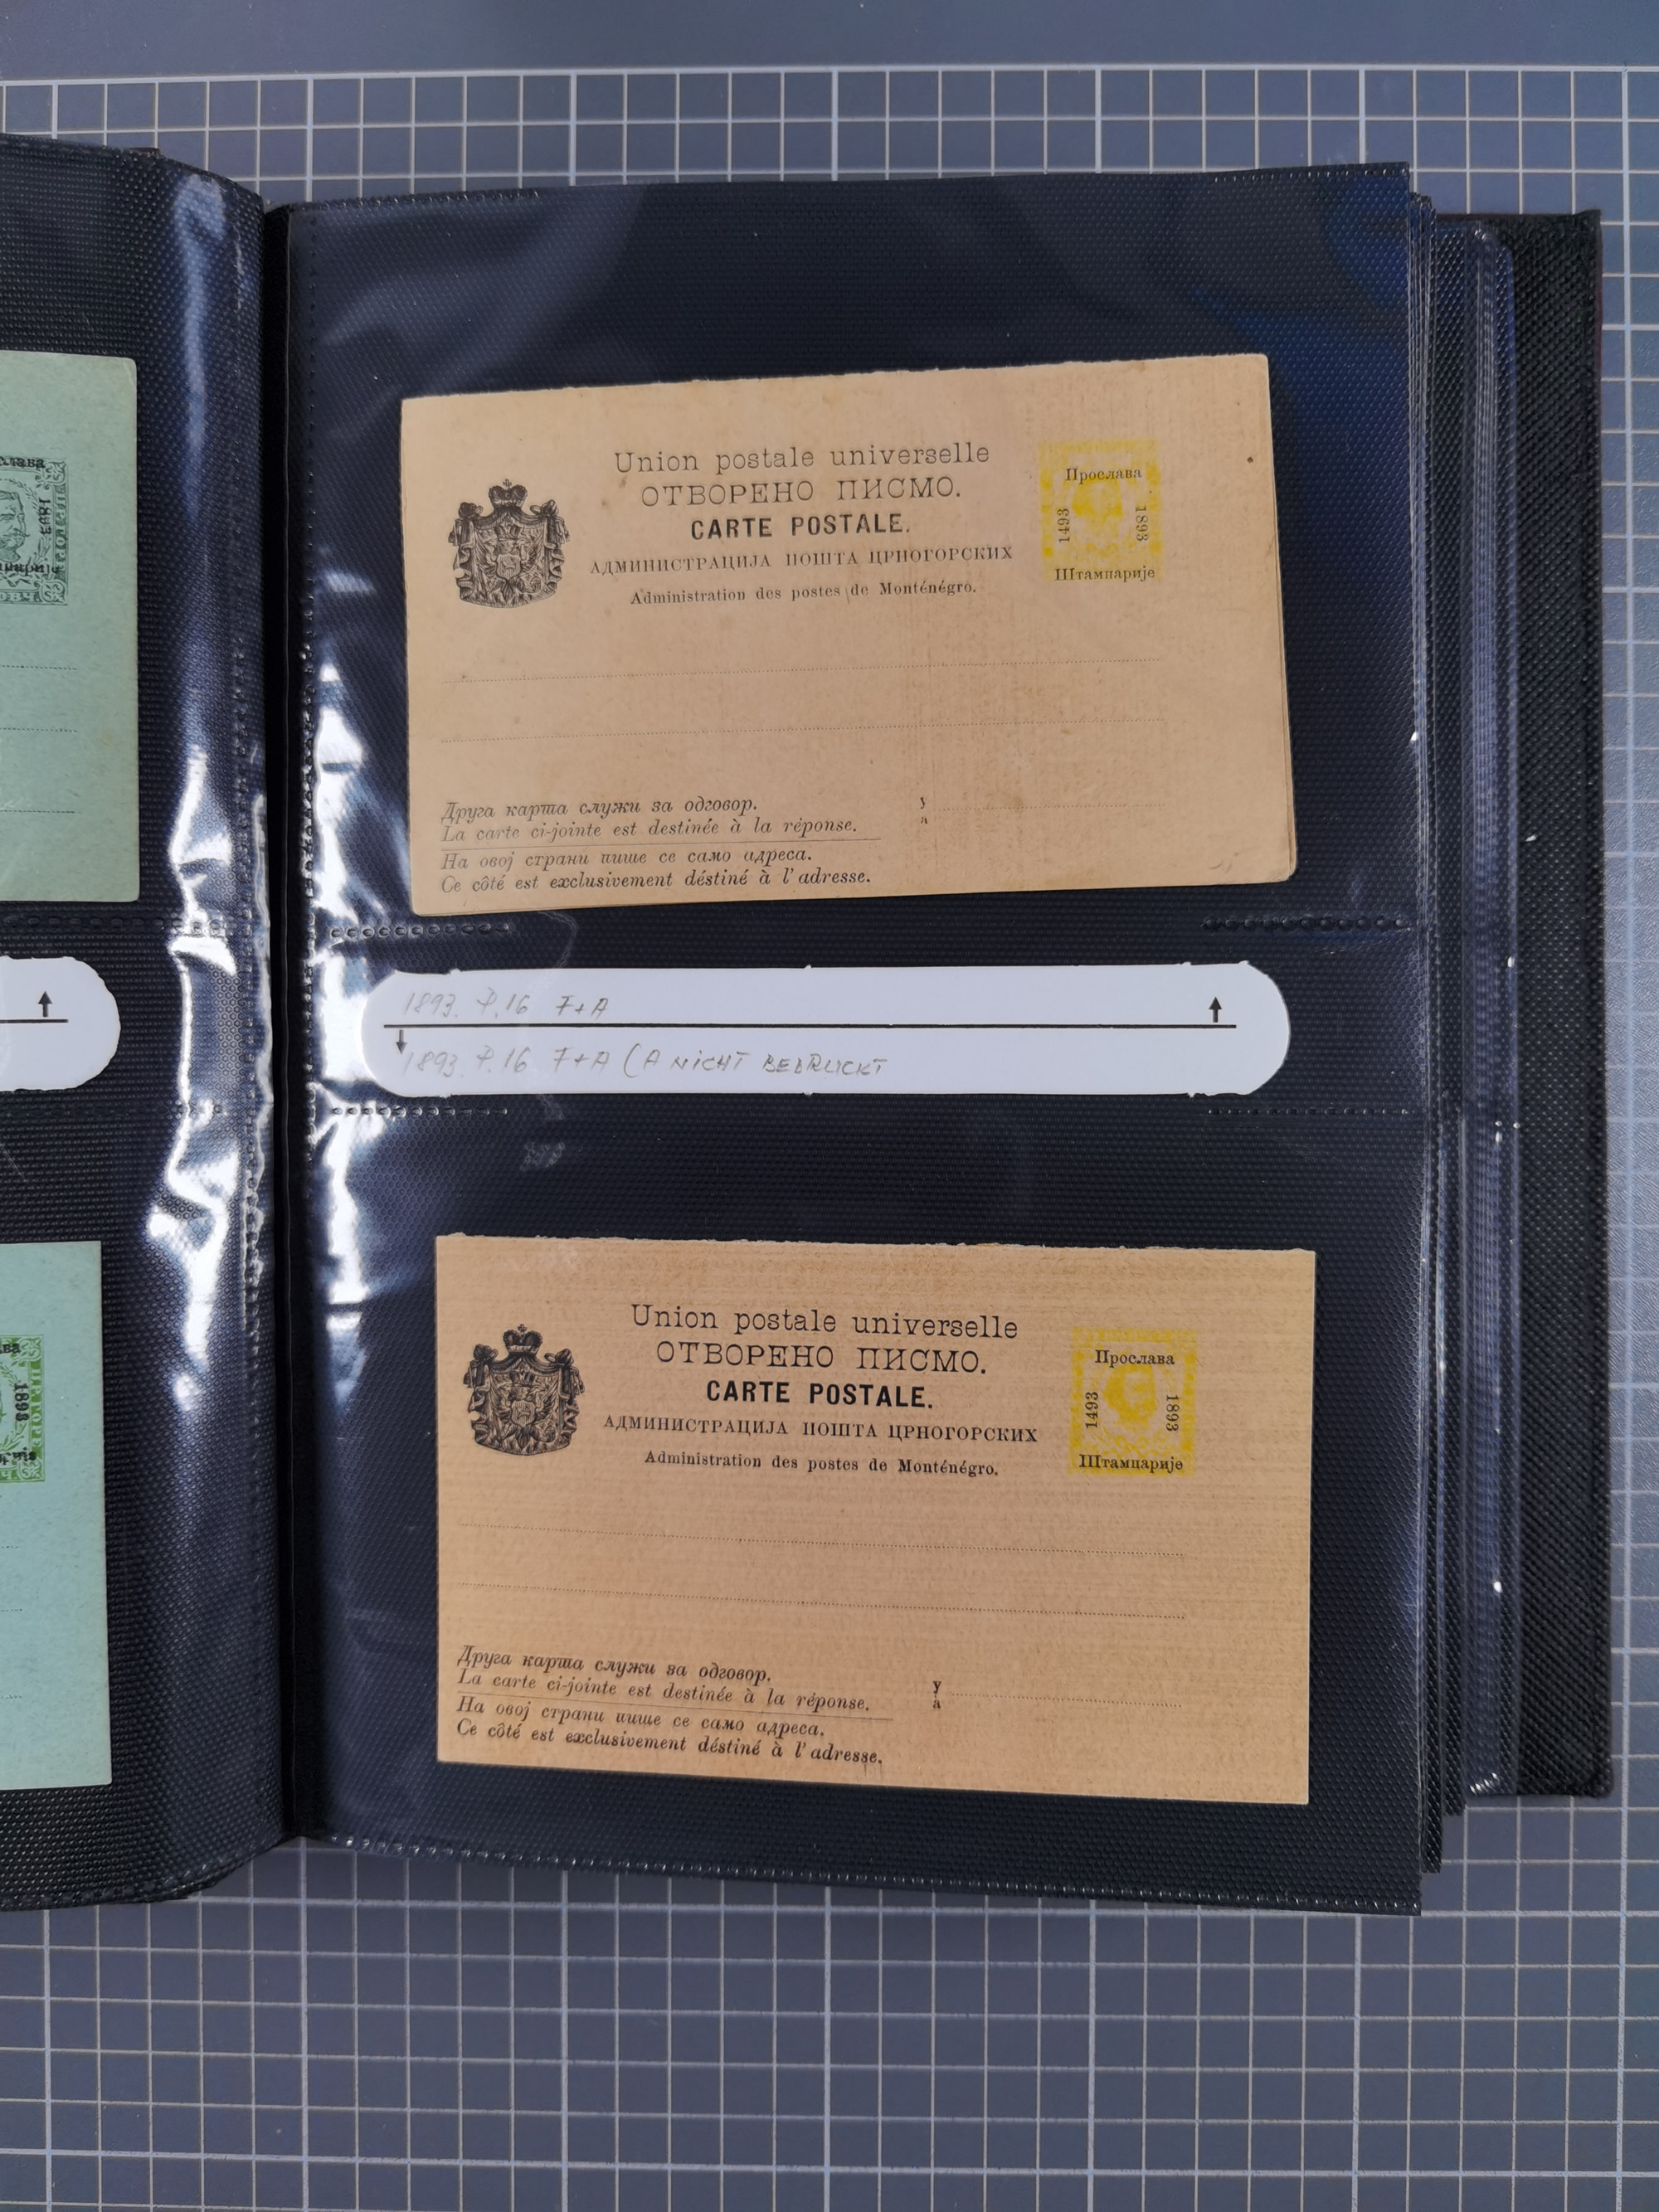 Union postale universelle
ОТВОРЕНО ПИСМО.
CARTE POSTALE.
АДМИНИСТРАЦИЈА ПОШТА ЦРНОГОРСКИХ
Administration des postes de Monténégro.
Прослава
1493
1893
Штампарије
Друга карта служи за одговор.
La carte ci-jointe est destinée à la réponse.
На овој страни пише се само адреса.
Ce côté est exclusivement déstiné à l'adresse.
у
à
1893. P.16 F+A
1893. P.16 F+A (A NICHT BEDRUCKT
Union postale universelle
ОТВОРЕНО ПИСМО.
CARTE POSTALE.
АДМИНИСТРАЦИЈА ПОШТА ЦРНОГОРСКИХ
Administration des postes de Monténégro.
Прослава
1493
1893
Штампарије
Друга карта служи за одговор.
La carte ci-jointe est destinée à la réponse.
На овој страни пише се само адреса.
Ce côté est exclusivement déstiné à l'adresse.
у
à
1893
1893